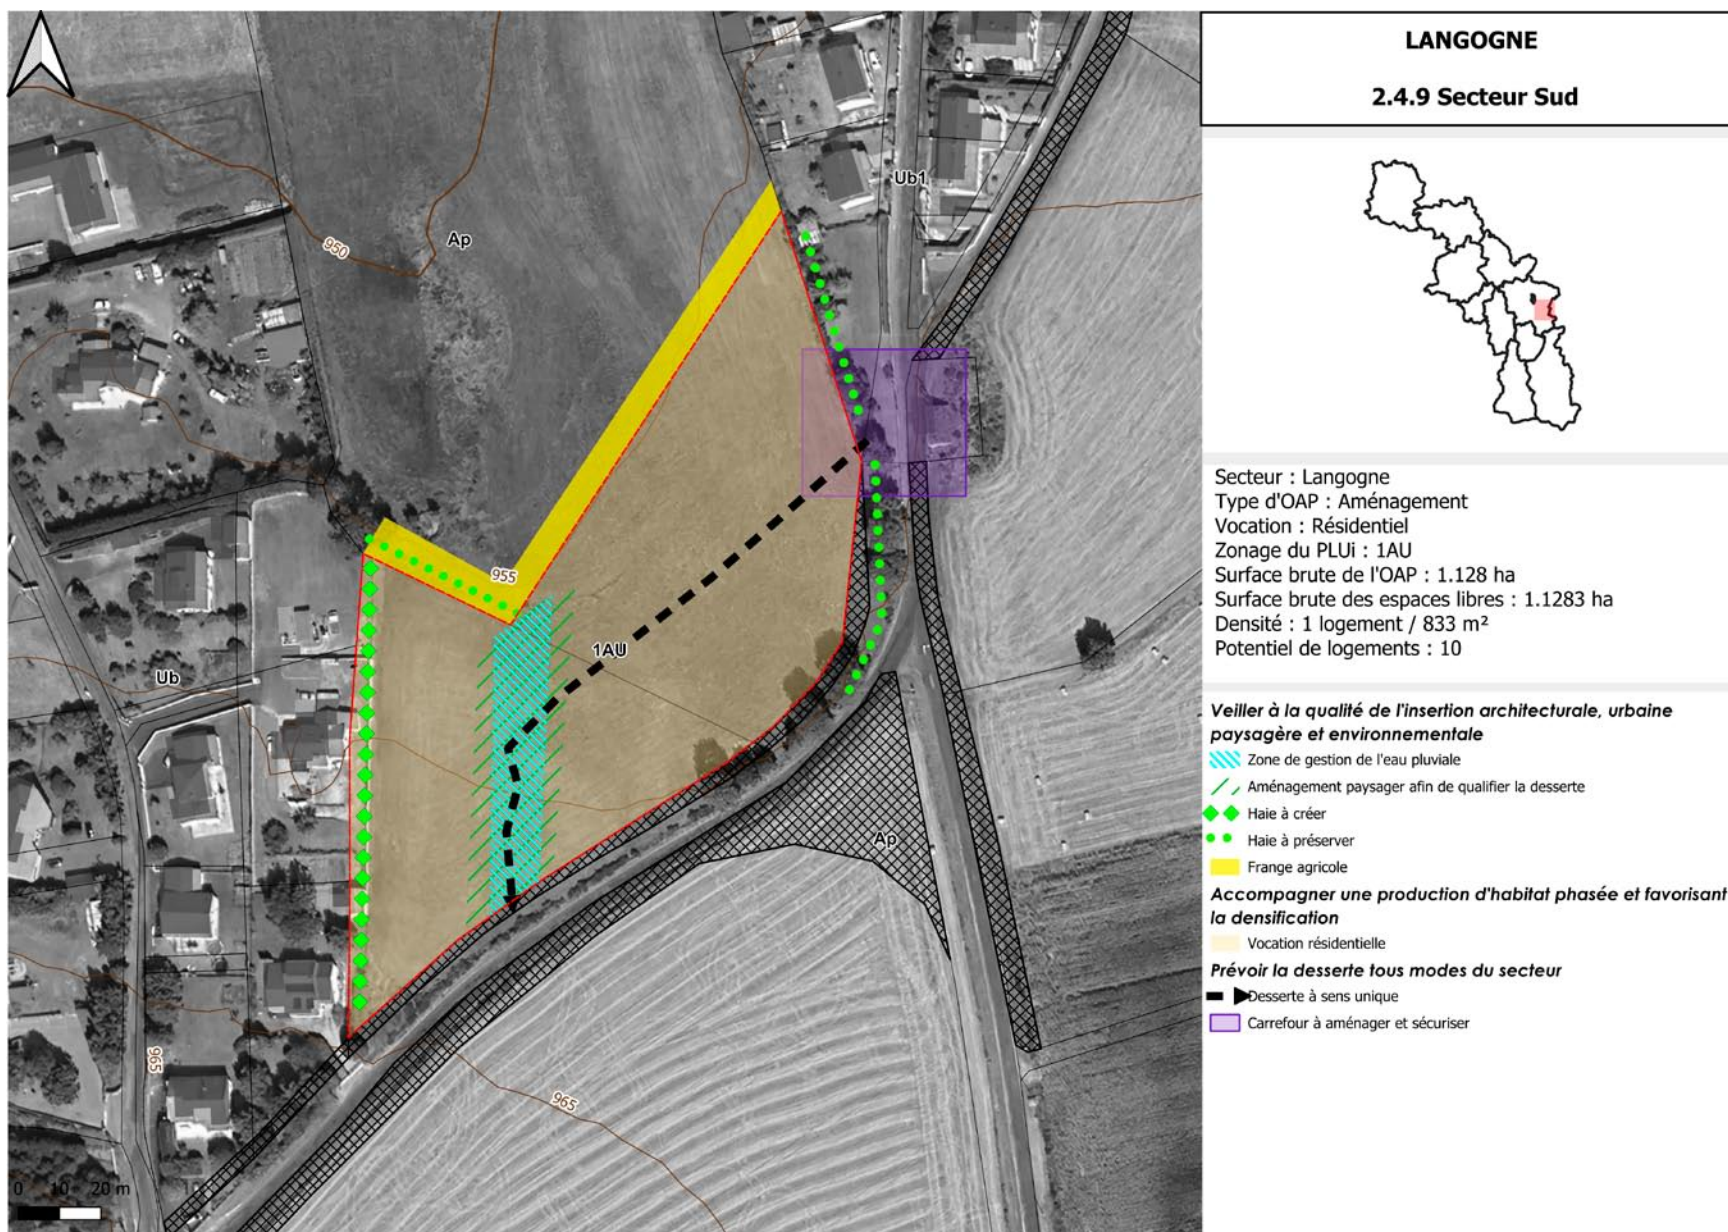 LANGOGNE
2.4.9 Secteur Sud
Secteur : Langogne
Type d'OAP : Aménagement
Vocation : Résidentiel
Zonage du PLUi : 1AU
Surface brute de l'OAP : 1.128 ha
Surface brute des espaces libres : 1.1283 ha
Densité : 1 logement / 833 m²
Potentiel de logements : 10
Veiller à la qualité de l'insertion architecturale, urbaine
paysagère et environnementale
Zone de gestion de l'eau pluviale
Aménagement paysager afin de qualifier la desserte
Haie à créer
Haie à préserver
Frange agricole
Accompagner une production d'habitat phasée et favorisant
la densification
Vocation résidentielle
Prévoir la desserte tous modes du secteur
Desserte à sens unique
Carrefour à aménager et sécuriser
Ub1
Ap
950
955
1AU
Ub
Ap
965
965
0 10 20 m